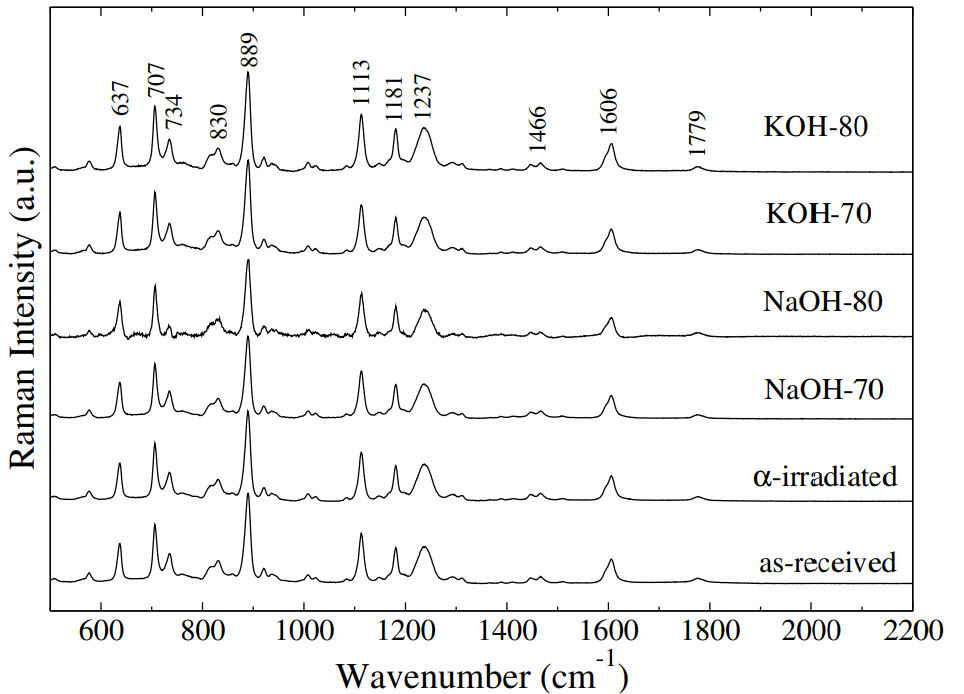 Raman Intensity (a.u.)
637
707
734
830
889
1113
1181
1237
1466
1606
1779
KOH-80
KOH-70
NaOH-80
NaOH-70
α-irradiated
as-received
600 800 1000 1200 1400 1600 1800 2000 2200
Wavenumber (cm⁻¹)